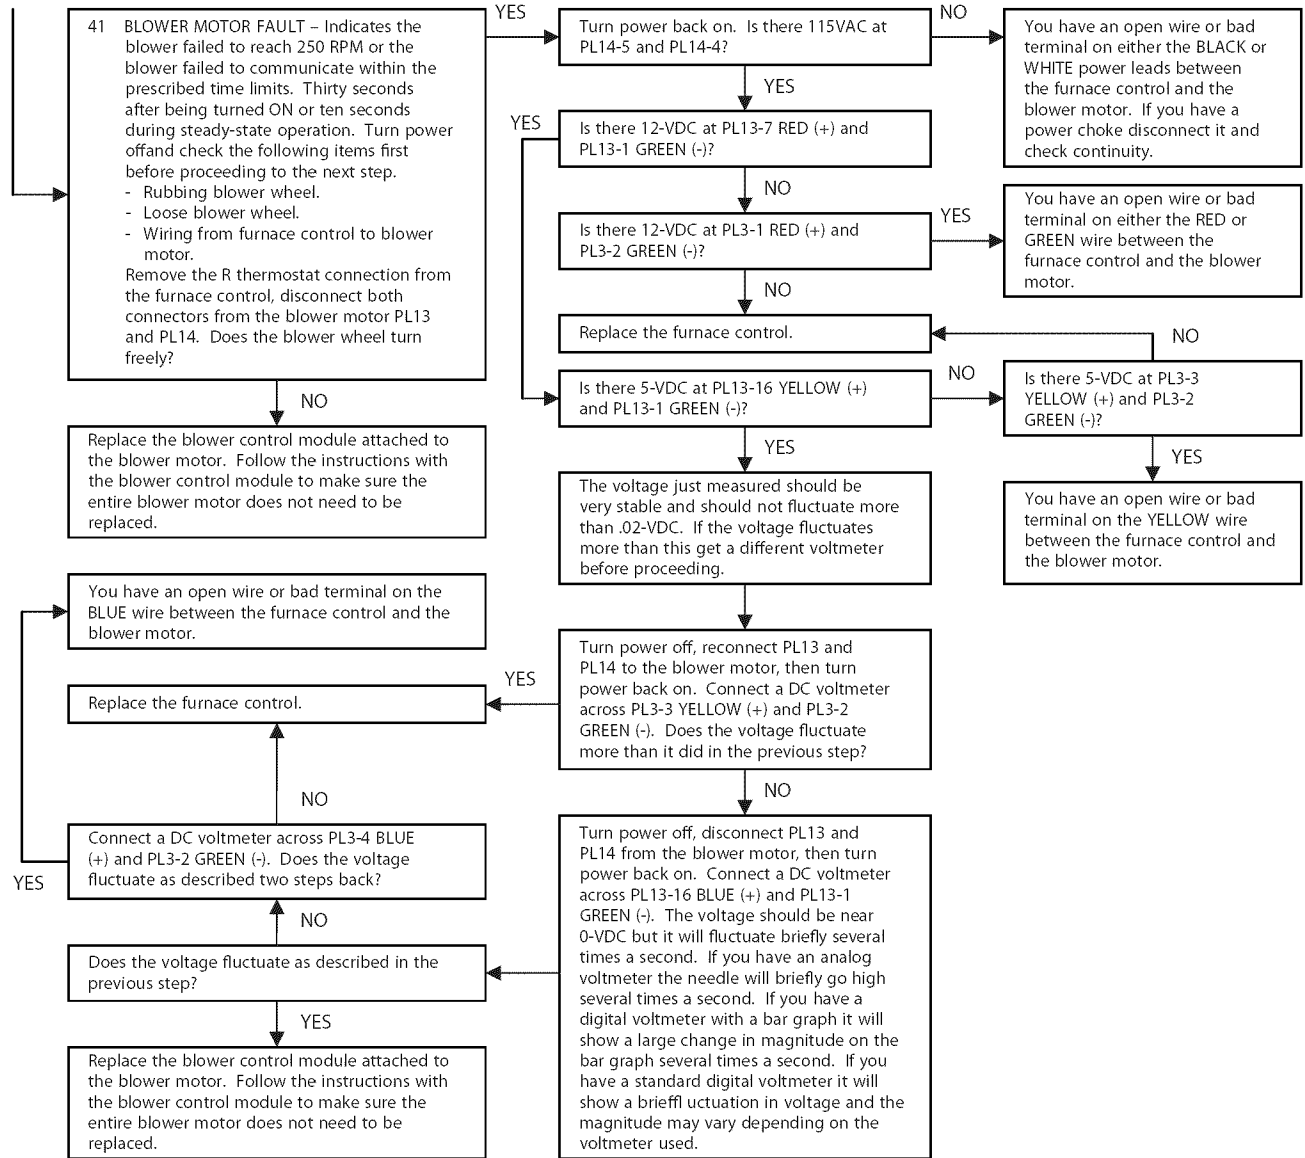 41 BLOWER MOTOR FAULT – Indicates the
blower failed to reach 250 RPM or the
blower failed to communicate within the
prescribed time limits. Thirty seconds
after being turned ON or ten seconds
during steady-state operation. Turn power
offand check the following items first
before proceeding to the next step.
- Rubbing blower wheel.
- Loose blower wheel.
- Wiring from furnace control to blower
motor.
Remove the R thermostat connection from
the furnace control, disconnect both
connectors from the blower motor PL13
and PL14. Does the blower wheel turn
freely?
YES
Turn power back on. Is there 115VAC at
PL14-5 and PL14-4?
NO
You have an open wire or bad
terminal on either the BLACK or
WHITE power leads between
the furnace control and the
blower motor. If you have a
power choke disconnect it and
check continuity.
YES
YES
Is there 12-VDC at PL13-7 RED (+) and
PL13-1 GREEN (-)?
NO
Is there 12-VDC at PL3-1 RED (+) and
PL3-2 GREEN (-)?
YES
You have an open wire or bad
terminal on either the RED or
GREEN wire between the
furnace control and the blower
motor.
NO
Replace the furnace control.
NO
Is there 5-VDC at PL13-16 YELLOW (+)
and PL13-1 GREEN (-)?
NO
Is there 5-VDC at PL3-3
YELLOW (+) and PL3-2
GREEN (-)?
YES
You have an open wire or bad
terminal on the YELLOW wire
between the furnace control and
the blower motor.
NO
Replace the blower control module attached to
the blower motor. Follow the instructions with
the blower control module to make sure the
entire blower motor does not need to be
replaced.
YES
The voltage just measured should be
very stable and should not fluctuate more
than .02-VDC. If the voltage fluctuates
more than this get a different voltmeter
before proceeding.
You have an open wire or bad terminal on the
BLUE wire between the furnace control and the
blower motor.
Turn power off, reconnect PL13 and
PL14 to the blower motor, then turn
power back on. Connect a DC voltmeter
across PL3-3 YELLOW (+) and PL3-2
GREEN (-). Does the voltage fluctuate
more than it did in the previous step?
YES
Replace the furnace control.
NO
NO
Connect a DC voltmeter across PL3-4 BLUE
(+) and PL3-2 GREEN (-). Does the voltage
fluctuate as described two steps back?
YES
NO
Turn power off, disconnect PL13 and
PL14 from the blower motor, then turn
power back on. Connect a DC voltmeter
across PL13-16 BLUE (+) and PL13-1
GREEN (-). The voltage should be near
0-VDC but it will fluctuate briefly several
times a second. If you have an analog
voltmeter the needle will briefly go high
several times a second. If you have a
digital voltmeter with a bar graph it will
show a large change in magnitude on the
bar graph several times a second. If you
have a standard digital voltmeter it will
show a brieffl uctuation in voltage and the
magnitude may vary depending on the
voltmeter used.
Does the voltage fluctuate as described in the
previous step?
YES
Replace the blower control module attached to
the blower motor. Follow the instructions with
the blower control module to make sure the
entire blower motor does not need to be
replaced.